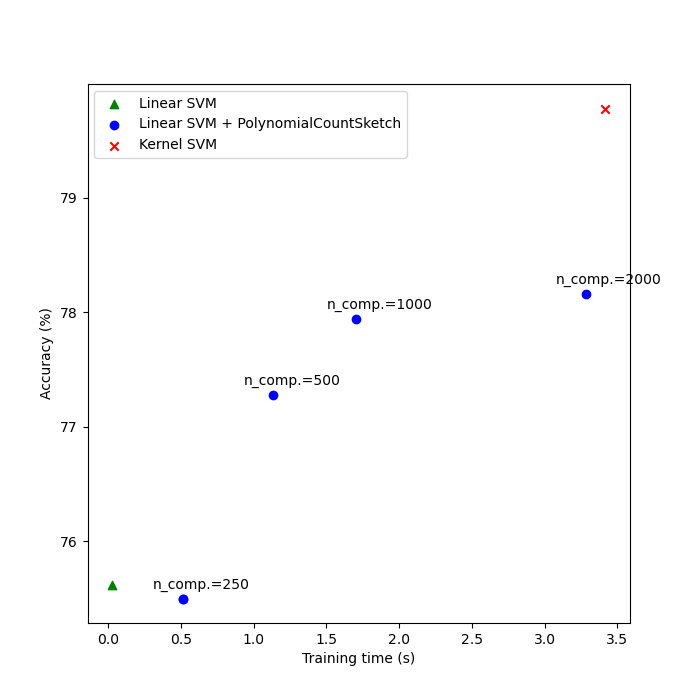 Linear SVM
Linear SVM + PolynomialCountSketch
Kernel SVM
n_comp.=2000
n_comp.=1000
n_comp.=500
n_comp.=250
79
78
77
76
Accuracy (%)
0.0 0.5 1.0 1.5 2.0 2.5 3.0 3.5
Training time (s)